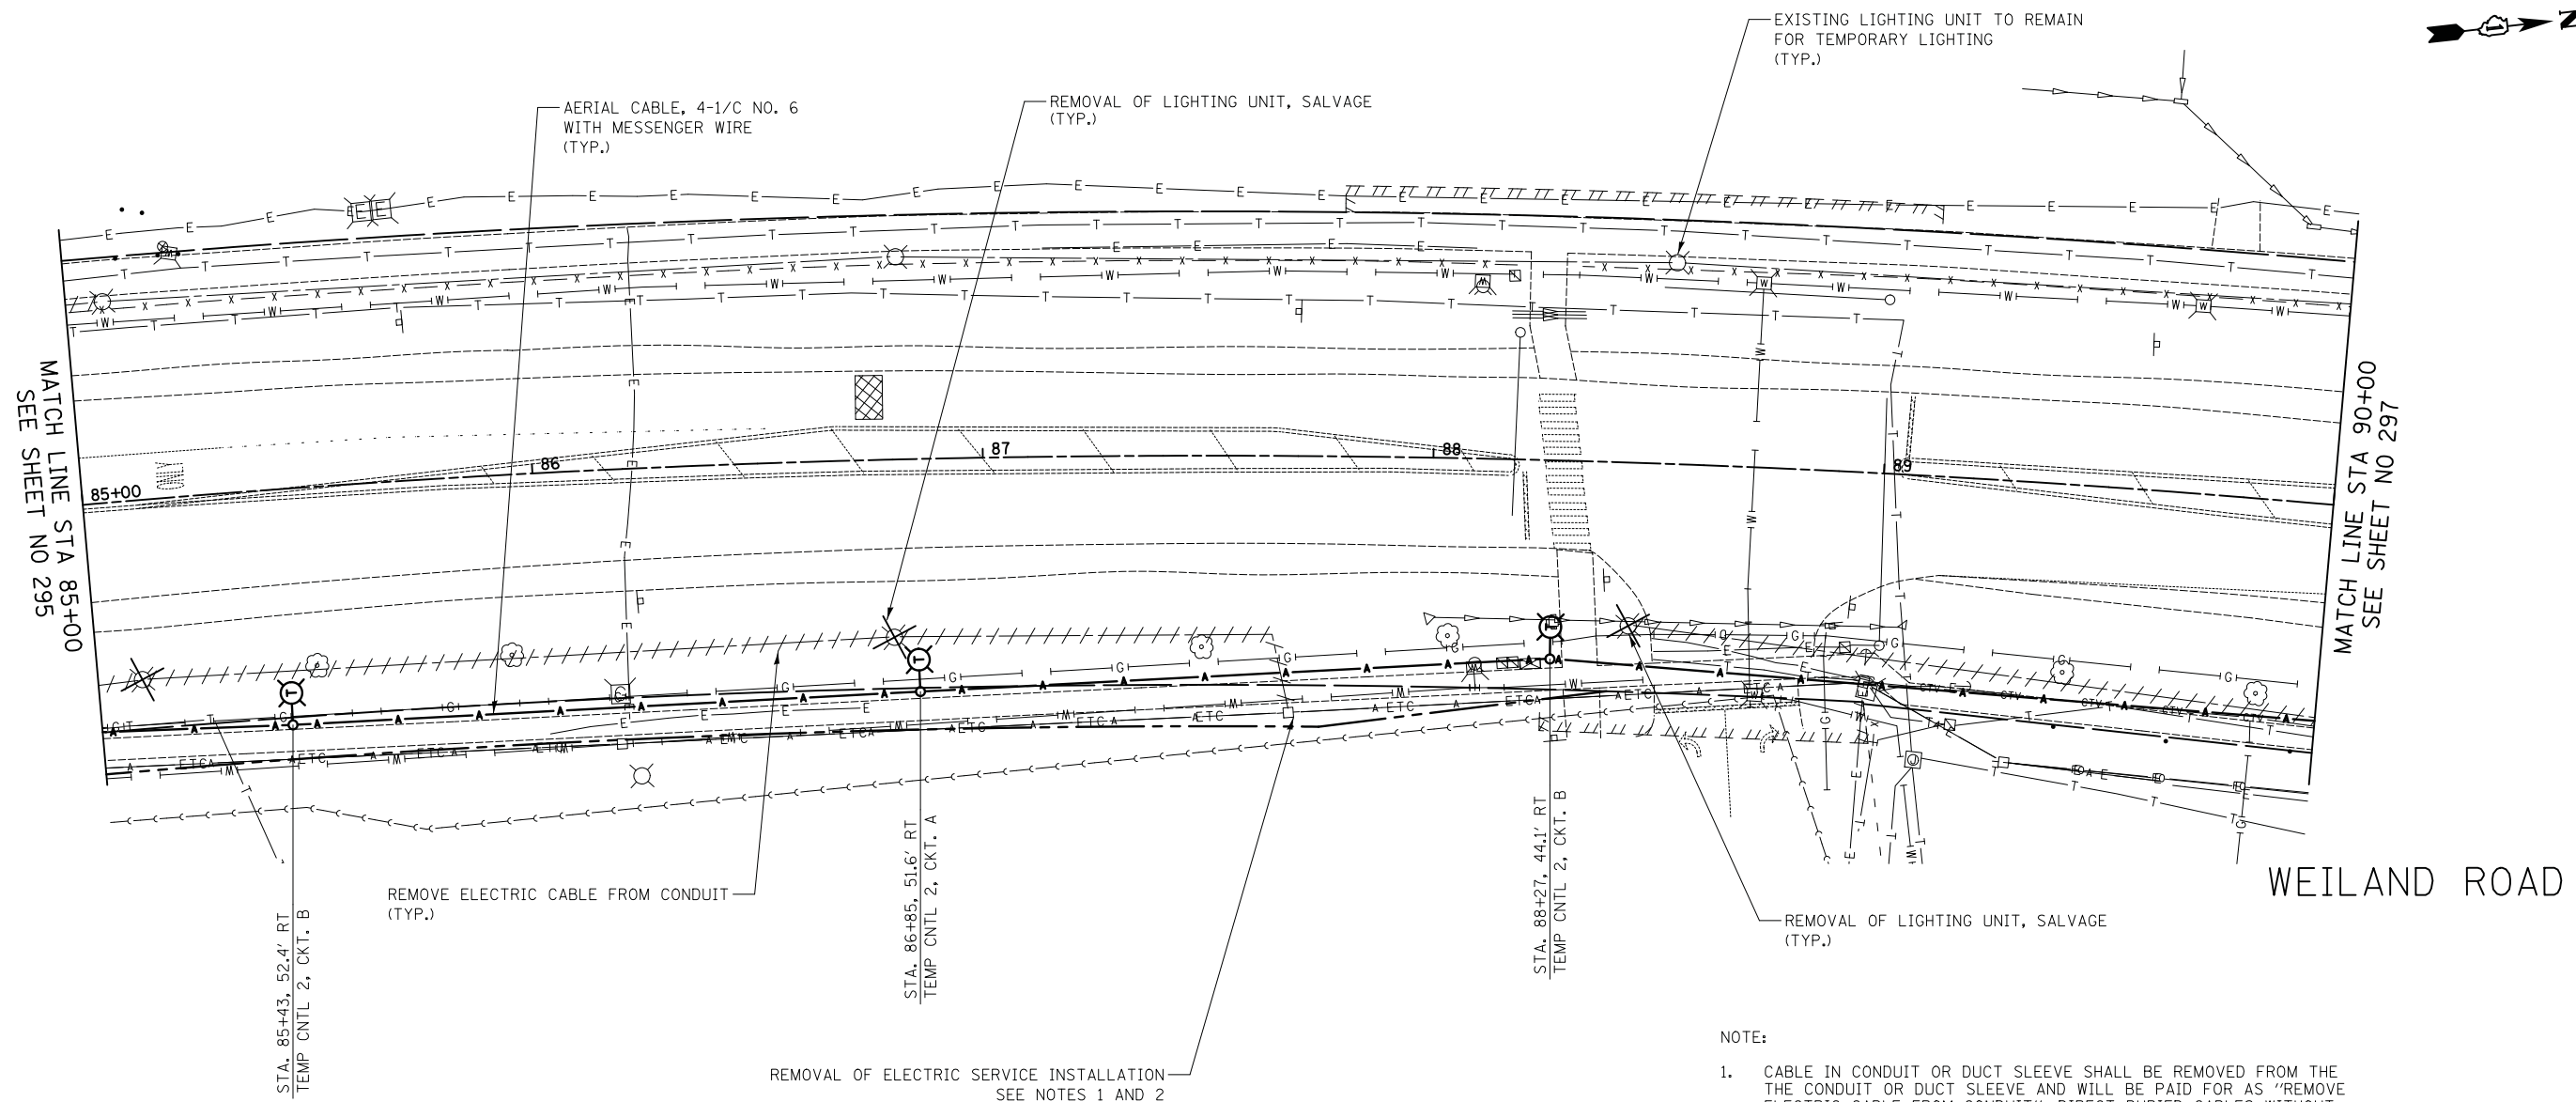 EXISTING LIGHTING UNIT TO REMAIN
FOR TEMPORARY LIGHTING
(TYP.)
AERIAL CABLE, 4-1/C NO. 6
WITH MESSENGER WIRE
(TYP.)
REMOVAL OF LIGHTING UNIT, SALVAGE
(TYP.)
MATCH LINE STA 85+00
SEE SHEET NO 295
85+00
86
87
88
89
MATCH LINE STA 90+00
SEE SHEET NO 297
REMOVE ELECTRIC CABLE FROM CONDUIT
(TYP.)
STA. 85+43, 52.4' RT
TEMP CNTL 2, CKT. B
STA. 86+85, 51.6' RT
TEMP CNTL 2, CKT. A
STA. 88+27, 44.1' RT
TEMP CNTL 2, CKT. B
WEILAND ROAD
REMOVAL OF LIGHTING UNIT, SALVAGE
(TYP.)
REMOVAL OF ELECTRIC SERVICE INSTALLATION
SEE NOTES 1 AND 2
NOTE:
1. CABLE IN CONDUIT OR DUCT SLEEVE SHALL BE REMOVED FROM THE
THE CONDUIT OR DUCT SLEEVE AND WILL BE PAID FOR AS "REMOVE